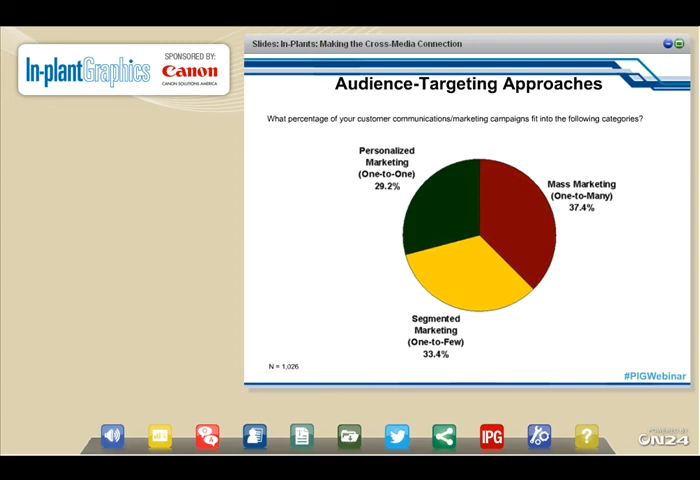 In-plantGraphics
SPONSORED BY:
Canon
CANON SOLUTIONS AMERICA
Slides: In-Plants: Making the Cross-Media Connection
Audience-Targeting Approaches
What percentage of your customer communications/marketing campaigns fit into the following categories?
Personalized
Marketing
(One-to-One)
29.2%
Mass Marketing
(One-to-Many)
37.4%
Segmented
Marketing
(One-to-Few)
33.4%
N = 1,026
#PIGWebinar
Q
A
IPG
?
POWERED BY
ON24